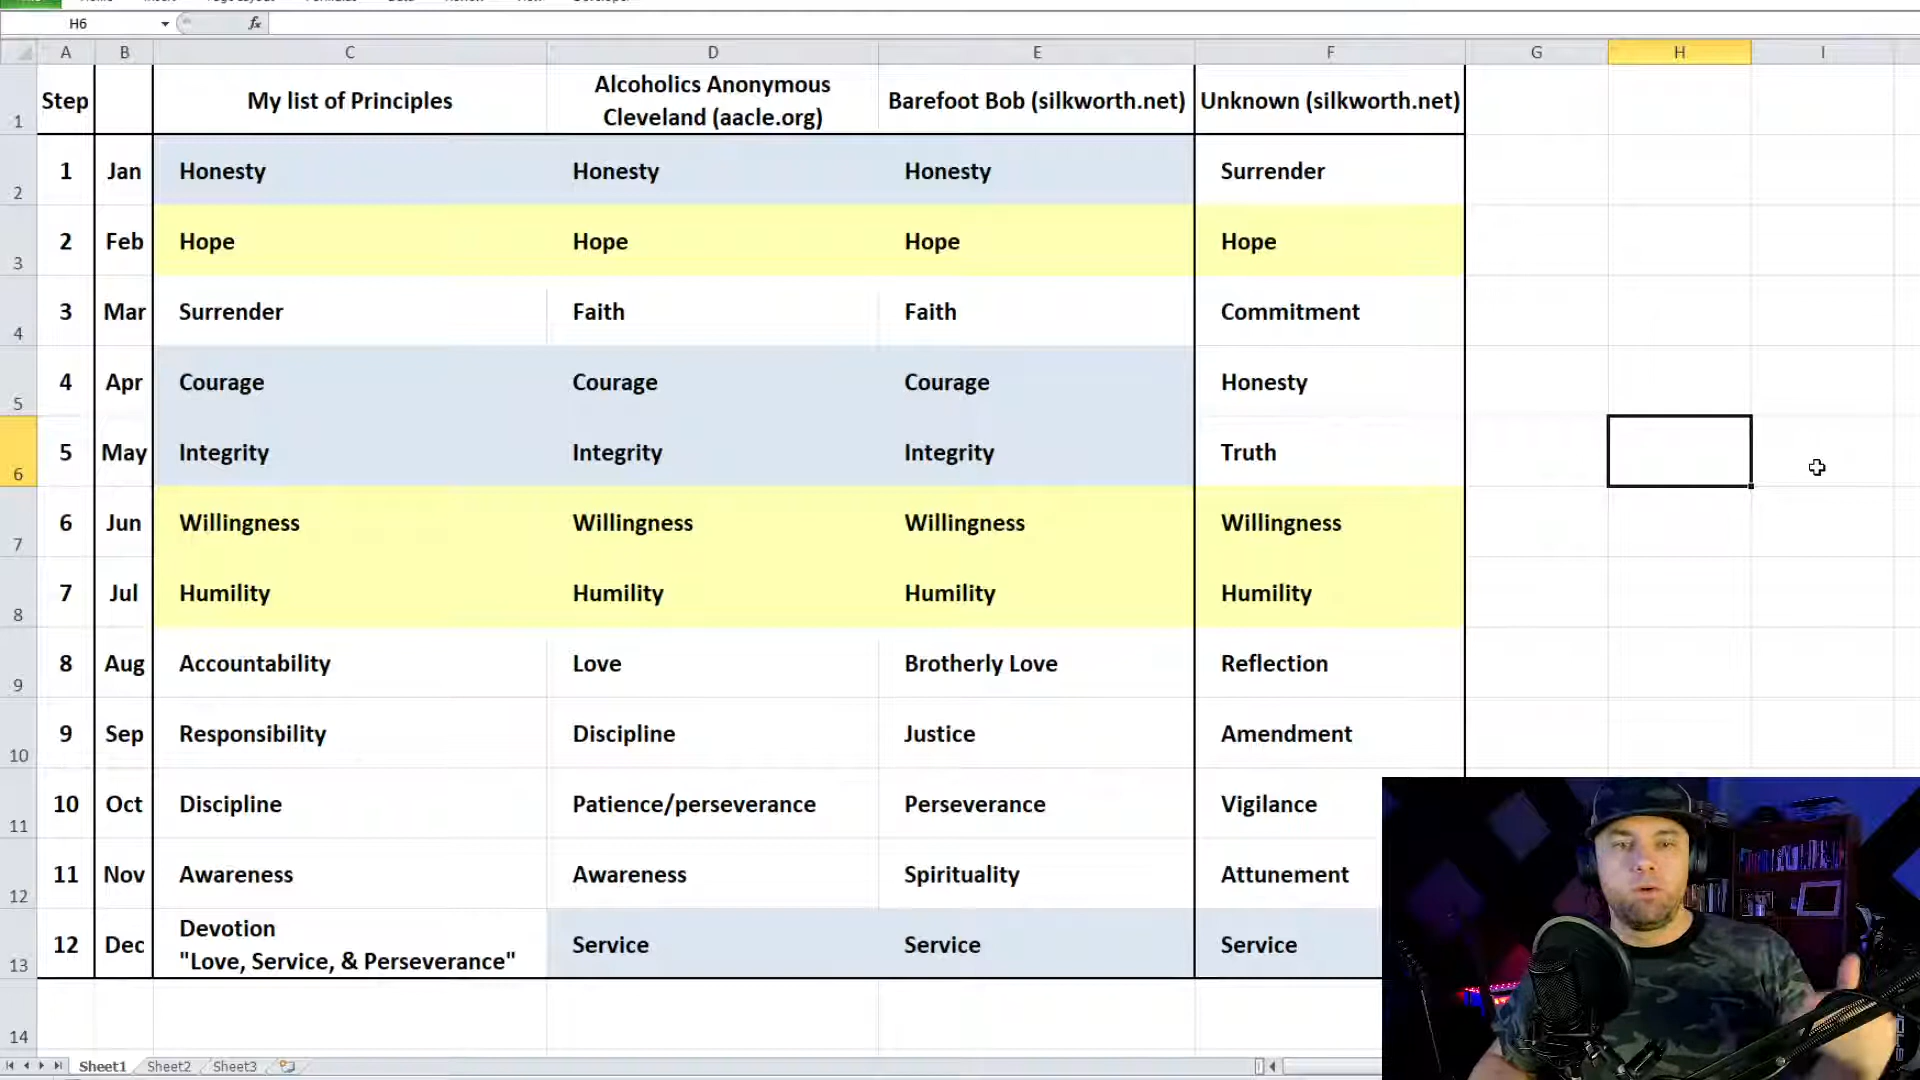 H6 fx
A B C D E F G H I
1 Step My list of Principles Alcoholics Anonymous Cleveland (aacle.org) Barefoot Bob (silkworth.net) Unknown (silkworth.net)
2 1 Jan Honesty Honesty Honesty Surrender
3 2 Feb Hope Hope Hope Hope
4 3 Mar Surrender Faith Faith Commitment
5 4 Apr Courage Courage Courage Honesty
6 5 May Integrity Integrity Integrity Truth
7 6 Jun Willingness Willingness Willingness Willingness
8 7 Jul Humility Humility Humility Humility
9 8 Aug Accountability Love Brotherly Love Reflection
10 9 Sep Responsibility Discipline Justice Amendment
11 10 Oct Discipline Patience/perseverance Perseverance Vigilance
12 11 Nov Awareness Awareness Spirituality Attunement
13 12 Dec Devotion "Love, Service, & Perseverance" Service Service Service
14
Sheet1 Sheet2 Sheet3